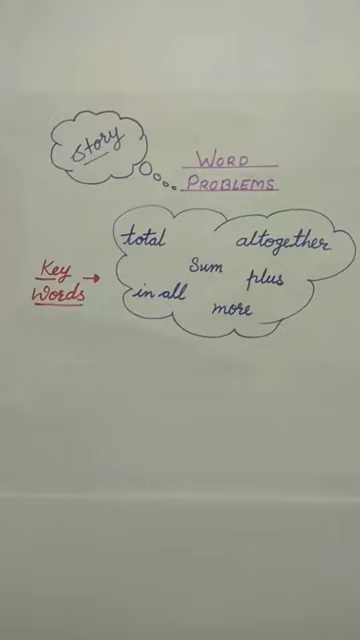 Story
WORD
PROBLEMS
total altogether
Sum
Key
Words
plus
in all
more